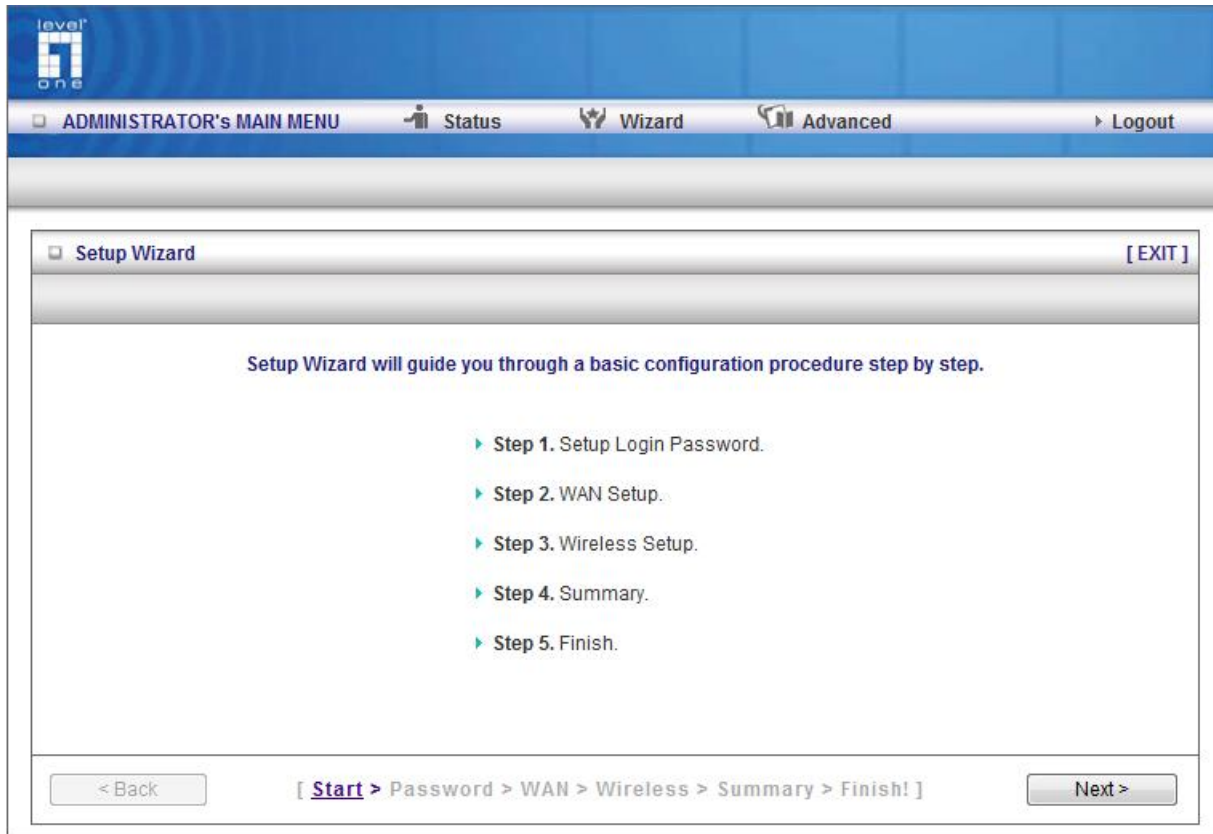 level
one
ADMINISTRATOR's MAIN MENU Status Wizard Advanced Logout
Setup Wizard [ EXIT ]
Setup Wizard will guide you through a basic configuration procedure step by step.
Step 1. Setup Login Password.
Step 2. WAN Setup.
Step 3. Wireless Setup.
Step 4. Summary.
Step 5. Finish.
< Back [ Start > Password > WAN > Wireless > Summary > Finish! ] Next >